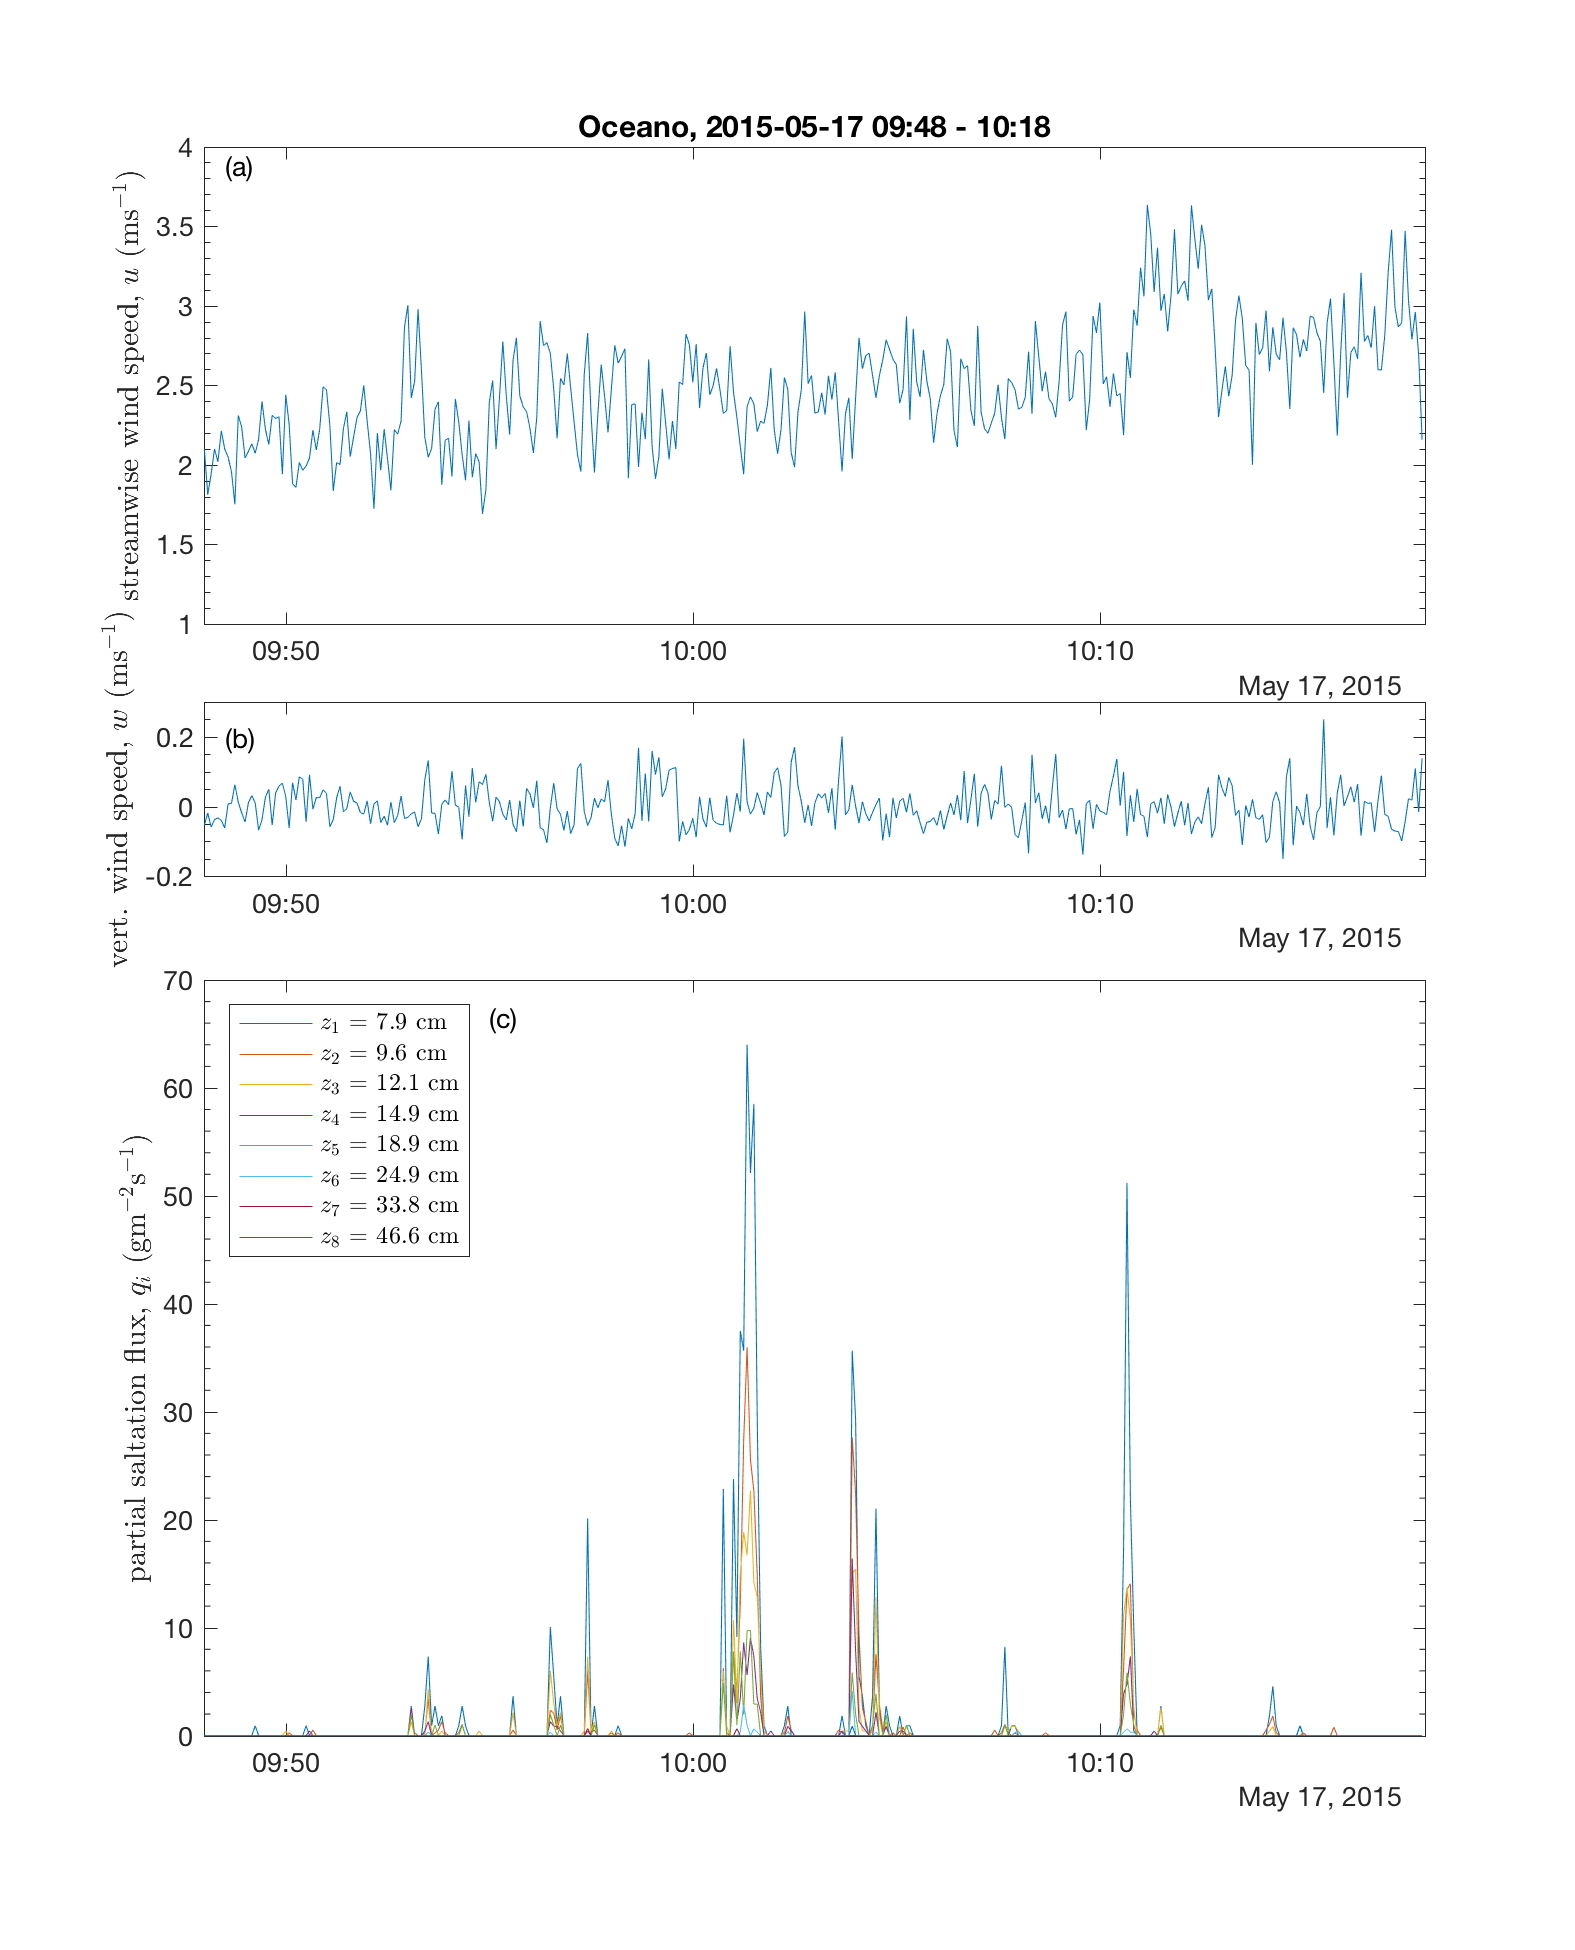 Oceano, 2015-05-17 09:48 - 10:18
(a)
streamwise wind speed, u (ms⁻¹)
4
3.5
3
2.5
2
1.5
1
09:50 10:00 10:10
May 17, 2015
(b)
vert. wind speed, w (ms⁻¹)
0.2
0
-0.2
09:50 10:00 10:10
May 17, 2015
(c)
partial saltation flux, qᵢ (gm⁻²s⁻¹)
70
60
50
40
30
20
10
0
z₁ = 7.9 cm
z₂ = 9.6 cm
z₃ = 12.1 cm
z₄ = 14.9 cm
z₅ = 18.9 cm
z₆ = 24.9 cm
z₇ = 33.8 cm
z₈ = 46.6 cm
09:50 10:00 10:10
May 17, 2015